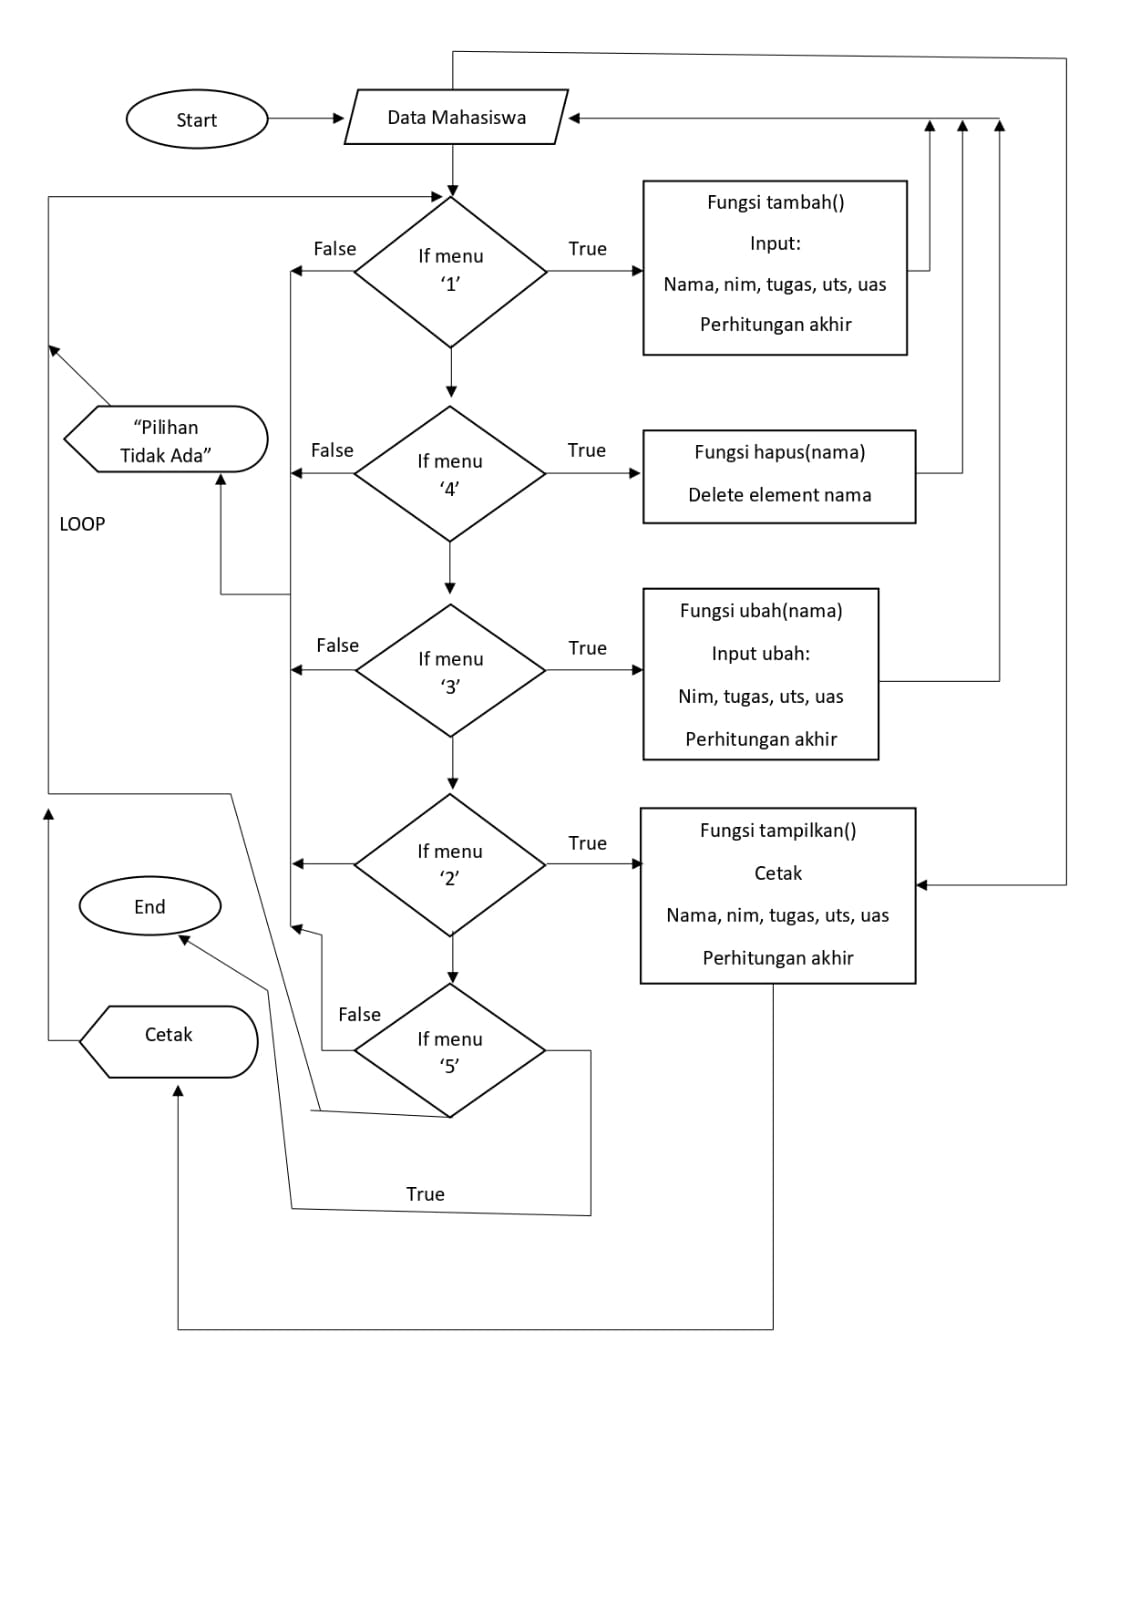 Start
Data Mahasiswa
False
If menu
‘1’
True
Fungsi tambah()
Input:
Nama, nim, tugas, uts, uas
Perhitungan akhir
“Pilihan
Tidak Ada”
False
If menu
‘4’
True
Fungsi hapus(nama)
Delete element nama
LOOP
False
If menu
‘3’
True
Fungsi ubah(nama)
Input ubah:
Nim, tugas, uts, uas
Perhitungan akhir
If menu
‘2’
True
Fungsi tampilkan()
Cetak
Nama, nim, tugas, uts, uas
Perhitungan akhir
End
Cetak
False
If menu
‘5’
True